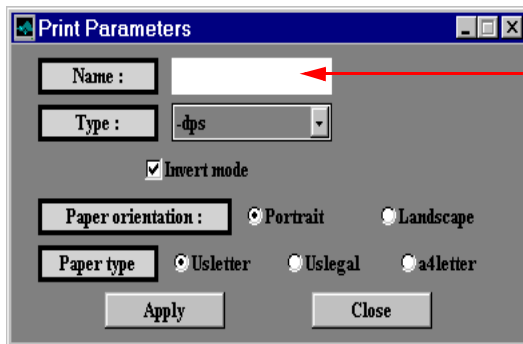 Print Parameters
Name :
Type : -dps
Invert mode
Paper orientation : Portrait Landscape
Paper type Usletter Uslegal a4letter
Apply Close